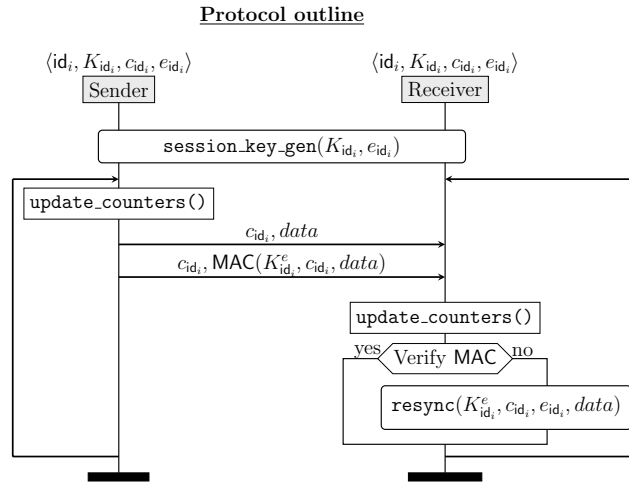 Protocol outline
⟨id_i, K_{id_i}, c_{id_i}, e_{id_i}⟩ ⟨id_i, K_{id_i}, c_{id_i}, e_{id_i}⟩
Sender Receiver
session_key_gen(K_{id_i}, e_{id_i})
update_counters()
c_{id_i}, data
c_{id_i}, MAC(K^e_{id_i}, c_{id_i}, data)
update_counters()
yes Verify MAC no
resync(K^e_{id_i}, c_{id_i}, e_{id_i}, data)